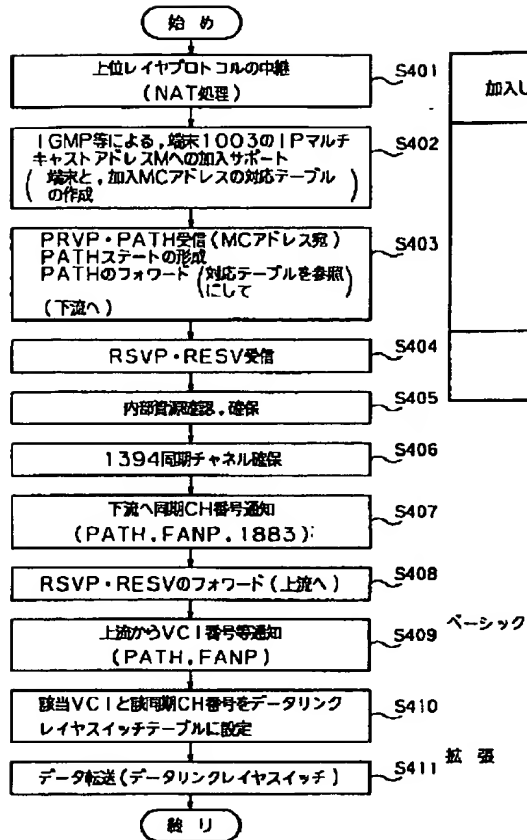 始め
上位レイヤプロトコルの中継
(NAT処理)
S401
IGMP等による,端末1003のIPマルチ
キャストアドレスMへの加入サポート
(端末と,加入MCアドレスの対応テーブル
の作成
S402
PRVP・PATH受信(MCアドレス宛)
PATHステートの形成
PATHのフォワード(対応テーブルを参照
にして)
(下流へ)
S403
RSVP・RESV受信
S404
内部資源確認,確保
S405
1394同期チャネル確保
S406
下流へ同期CH番号通知
(PATH,FANP,1883):
S407
RSVP・RESVのフォワード(上流へ)
S408
上流からVCI番号等通知
(PATH,FANP)
S409
該当VCIと該同期CH番号をデータリンク
レイヤスイッチテーブルに設定
S410
データ転送(データリンクレイヤスイッチ)
S411
終り
加入し
ベーシック
拡張